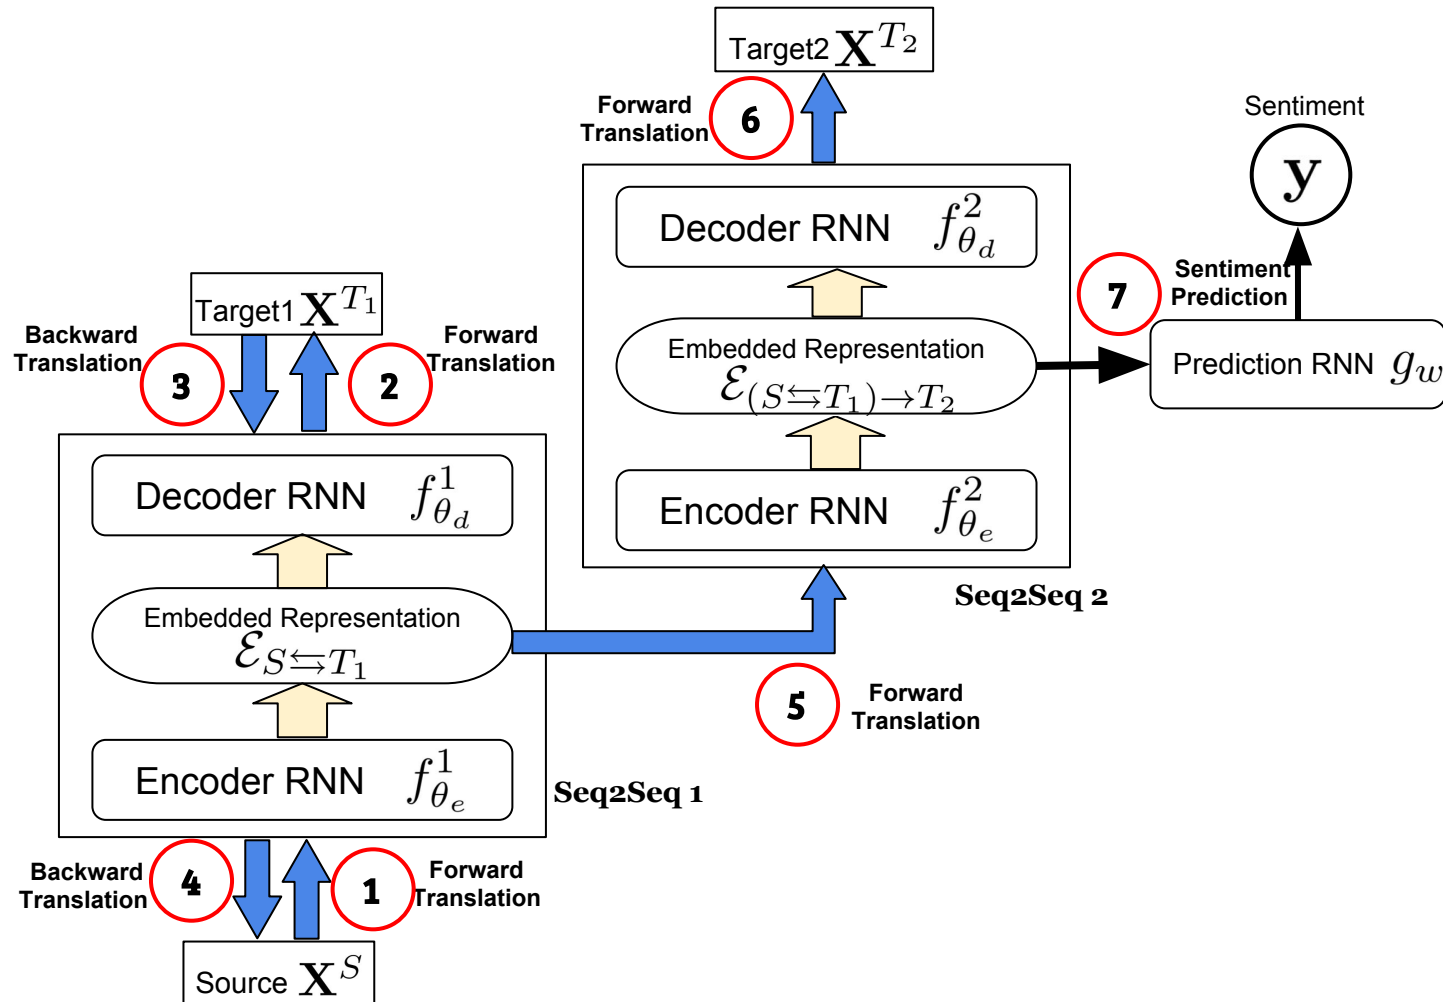 Target2 X^{T_2}
Forward
Translation
6
Sentiment
y
Decoder RNN f^2_{θ_d}
7
Sentiment
Prediction
Target1 X^{T_1}
Backward
Translation
3
2
Forward
Translation
Embedded Representation
ℰ_{(S⇆T_1)→T_2}
Prediction RNN g_w
Decoder RNN f^1_{θ_d}
Encoder RNN f^2_{θ_e}
Seq2Seq 2
Embedded Representation
ℰ_{S⇆T_1}
5
Forward
Translation
Encoder RNN f^1_{θ_e}
Seq2Seq 1
Backward
Translation
4
1
Forward
Translation
Source X^S